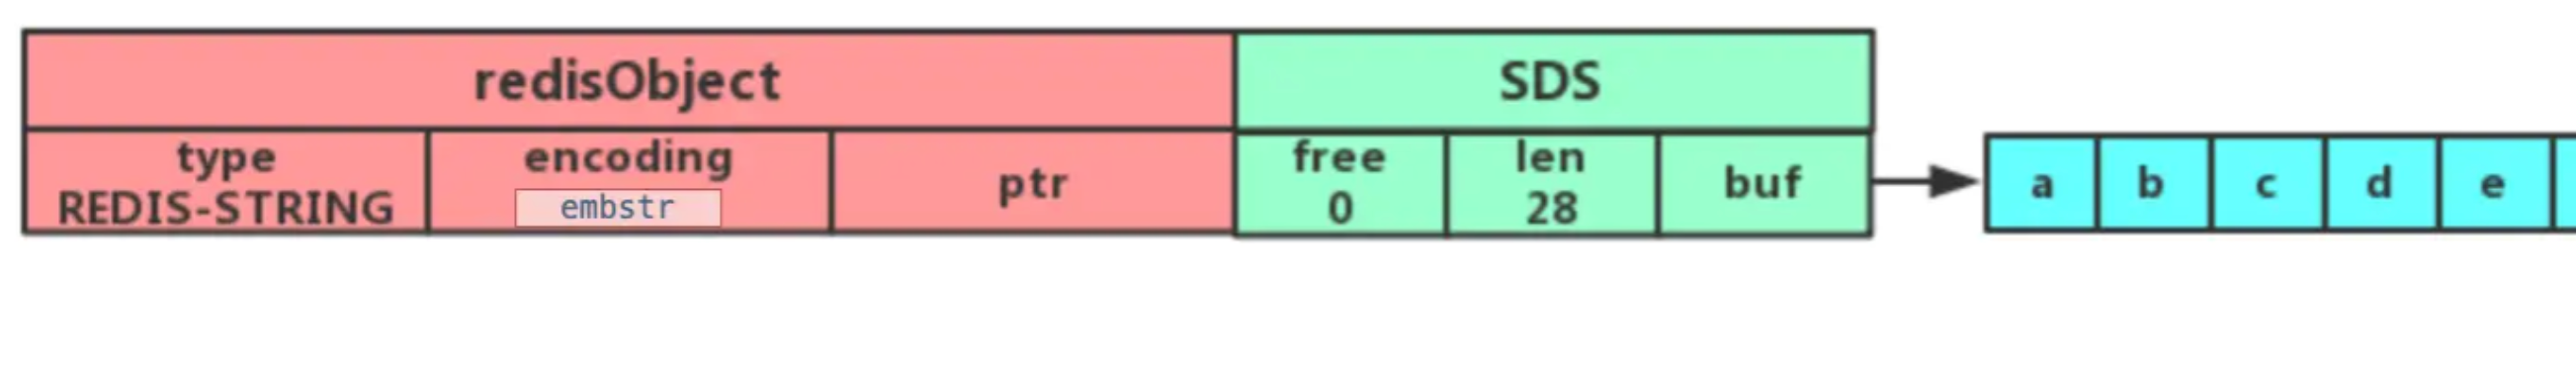 redisObject
SDS
type
REDIS-STRING
encoding
embstr
ptr
free
0
len
28
buf
a
b
c
d
e